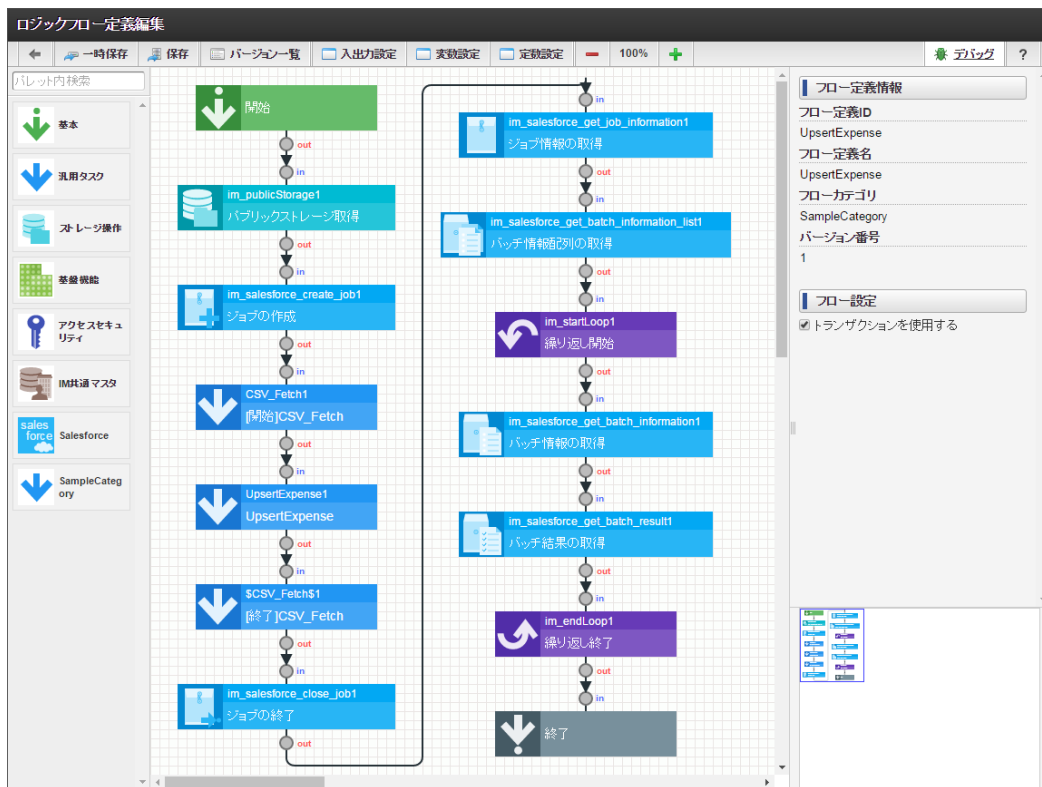 ロジックフロー定義編集
一時保存 保存 バージョン一覧 入出力設定 変数設定 定数設定 100% デバッグ ?
パレット内検索
基本
汎用タスク
ストレージ操作
基盤機能
アクセスセキュ
リティ
IM共通マスタ
sales
force
Salesforce
SampleCateg
ory
開始
out
in
im_publicStorage1
パブリックストレージ取得
out
in
im_salesforce_create_job1
ジョブの作成
out
in
CSV_Fetch1
[開始]CSV_Fetch
out
in
UpsertExpense1
UpsertExpense
out
in
$CSV_Fetch$1
[終了]CSV_Fetch
out
in
im_salesforce_close_job1
ジョブの終了
out
in
im_salesforce_get_job_information1
ジョブ情報の取得
out
in
im_salesforce_get_batch_information_list1
バッチ情報配列の取得
out
in
im_startLoop1
繰り返し開始
out
in
im_salesforce_get_batch_information1
バッチ情報の取得
out
in
im_salesforce_get_batch_result1
バッチ結果の取得
out
in
im_endLoop1
繰り返し終了
out
in
終了
フロー定義情報
フロー定義ID
UpsertExpense
フロー定義名
UpsertExpense
フローカテゴリ
SampleCategory
バージョン番号
1
フロー設定
トランザクションを使用する